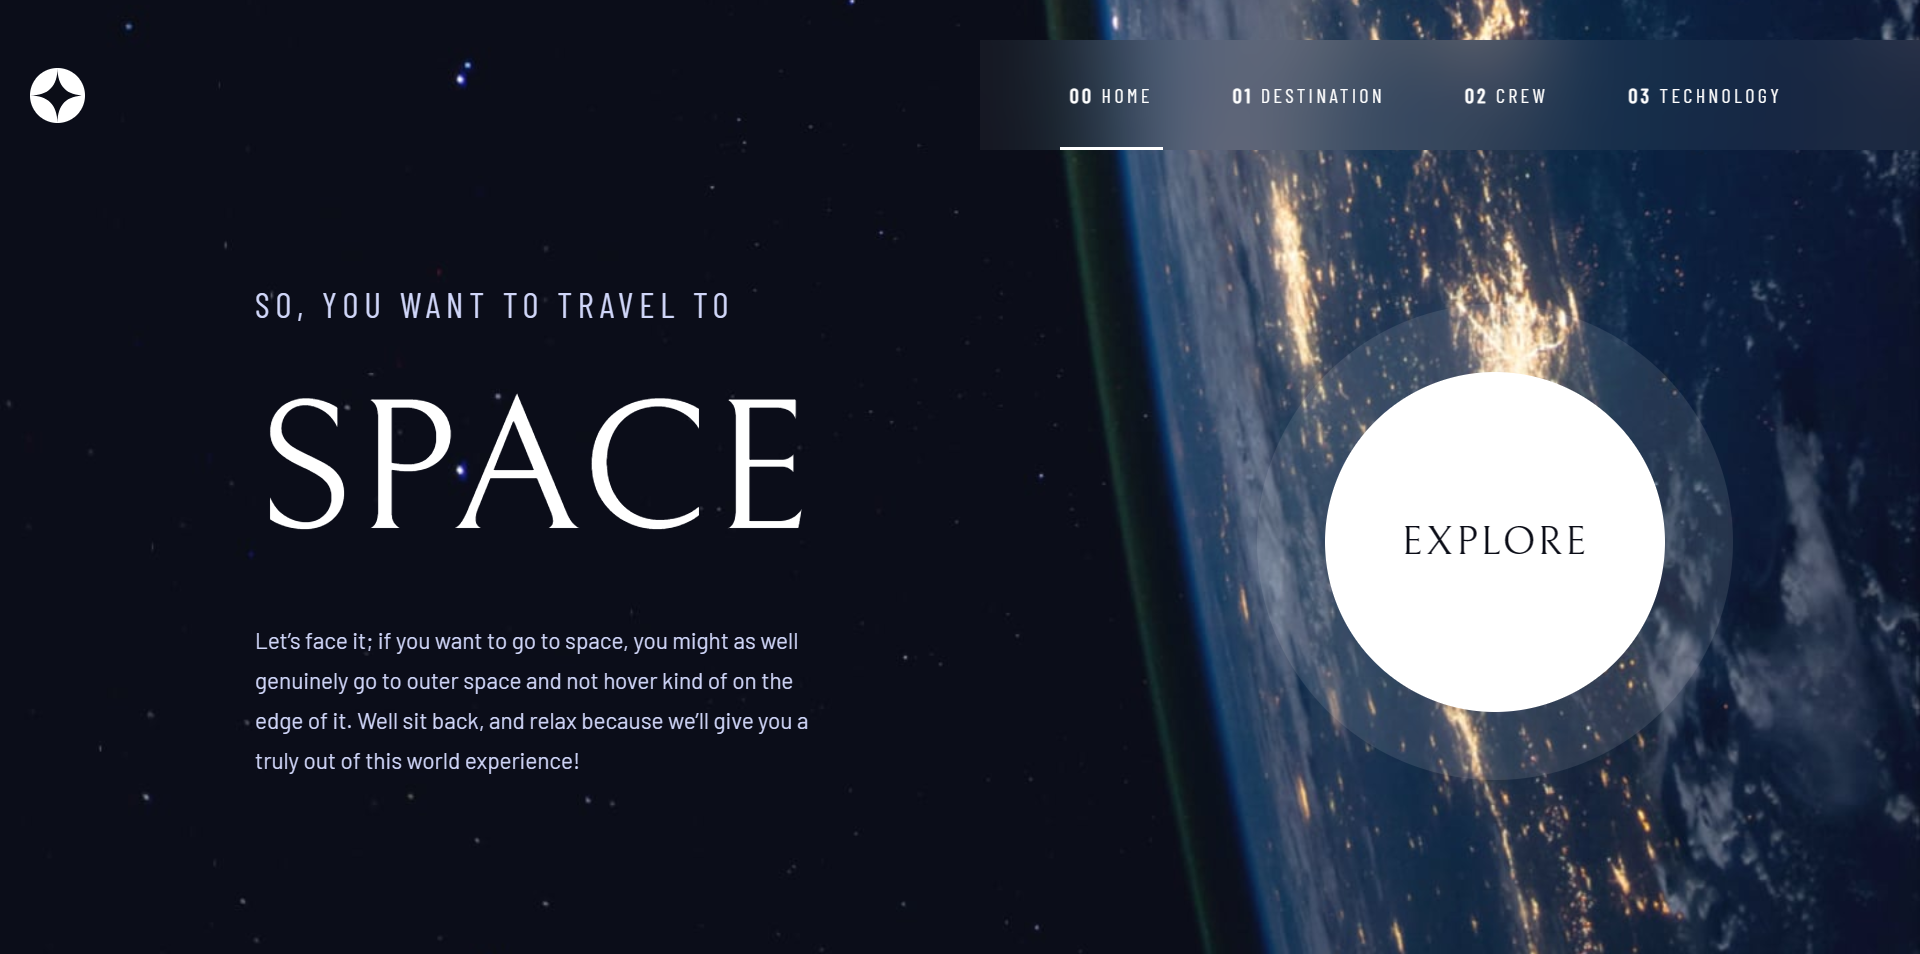 00 HOME
01 DESTINATION
02 CREW
03 TECHNOLOGY
SO, YOU WANT TO TRAVEL TO
SPACE
Let’s face it; if you want to go to space, you might as well
genuinely go to outer space and not hover kind of on the
edge of it. Well sit back, and relax because we’ll give you a
truly out of this world experience!
EXPLORE